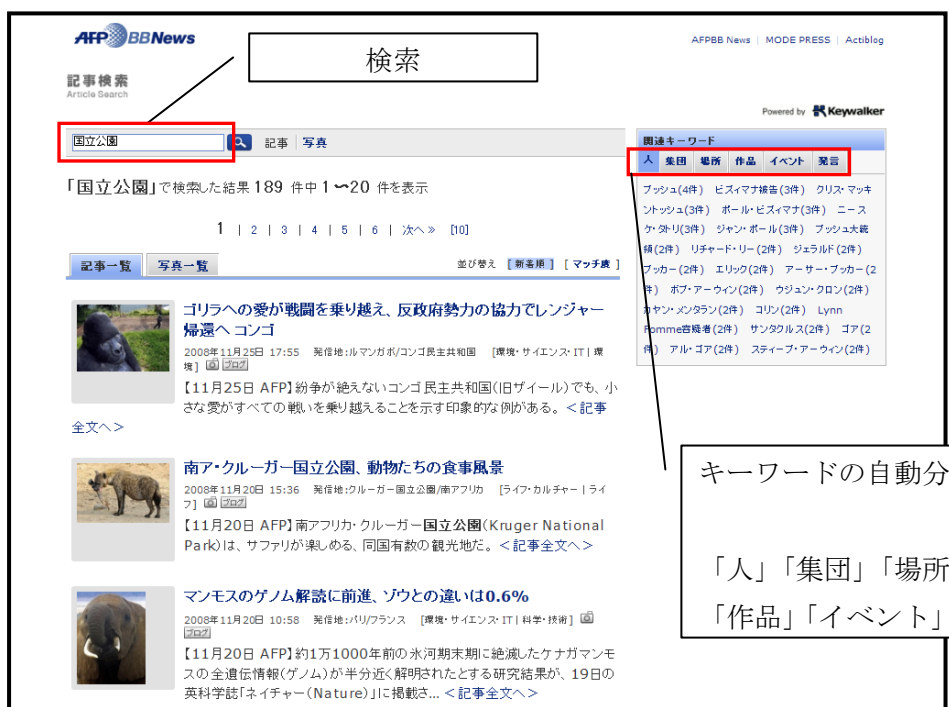 AFP BBNews
AFPBB News | MODE PRESS | Actiblog
検索
記事検索
Article Search
Powered by Keywalker
国立公園
記事 写真
「国立公園」で検索した結果 189 件中 1〜20 件を表示
1 | 2 | 3 | 4 | 5 | 6 | 次へ » [10]
記事一覧 写真一覧
並び替え [新着順] [マッチ度]
ゴリラへの愛が戦闘を乗り越え、反政府勢力の協力でレンジャー
帰還へ コンゴ
2008年11月25日 17:55 発信地:ルマンガボ/コンゴ民主共和国 [環境・サイエンス・IT | 環
境] ブログ
【11月25日 AFP】紛争が絶えないコンゴ民主共和国(旧ザイール)でも、小
さな愛がすべての戦いを乗り越えることを示す印象的な例がある。<記事
全文へ>
南ア・クルーガー国立公園、動物たちの食事風景
2008年11月20日 15:36 発信地:クルーガー国立公園/南アフリカ [ライフ・カルチャー | ライ
フ] ブログ
【11月20日 AFP】南アフリカ・クルーガー国立公園(Kruger National
Park)は、サファリが楽しめる、同国有数の観光地だ。<記事全文へ>
マンモスのゲノム解読に前進、ゾウとの違いは0.6%
2008年11月20日 10:58 発信地:パリ/フランス [環境・サイエンス・IT | 科学・技術]
ブログ
【11月20日 AFP】約1万1000年前の氷河期末期に絶滅したケナガマンモ
スの全遺伝情報(ゲノム)が半分近く解明されたとする研究結果が、19日の
英科学誌「ネイチャー(Nature)」に掲載さ... <記事全文へ>
関連キーワード
人 集団 場所 作品 イベント 発言
ブッシュ(4件) ビズィマナ被告(3件) クリス・マッキ
ントッシュ(3件) ポール・ビズィマナ(3件) ニース
ケ・タトリ(3件) ジャン・ポール(3件) ブッシュ大統
領(2件) リチャード・リー(2件) ジェラルド(2件)
ブッカー(2件) エリック(2件) アーサー・ブッカー(2
件) ボブ・アーウィン(2件) ウジュン・クロン(2件)
カヤン・メンタラン(2件) コリン(2件) Lynn
Pomme容疑者(2件) サンタクルス(2件) ゴア(2
件) アル・ゴア(2件) スティーブ・アーウィン(2件)
キーワードの自動分
「人」「集団」「場所
「作品」「イベント」